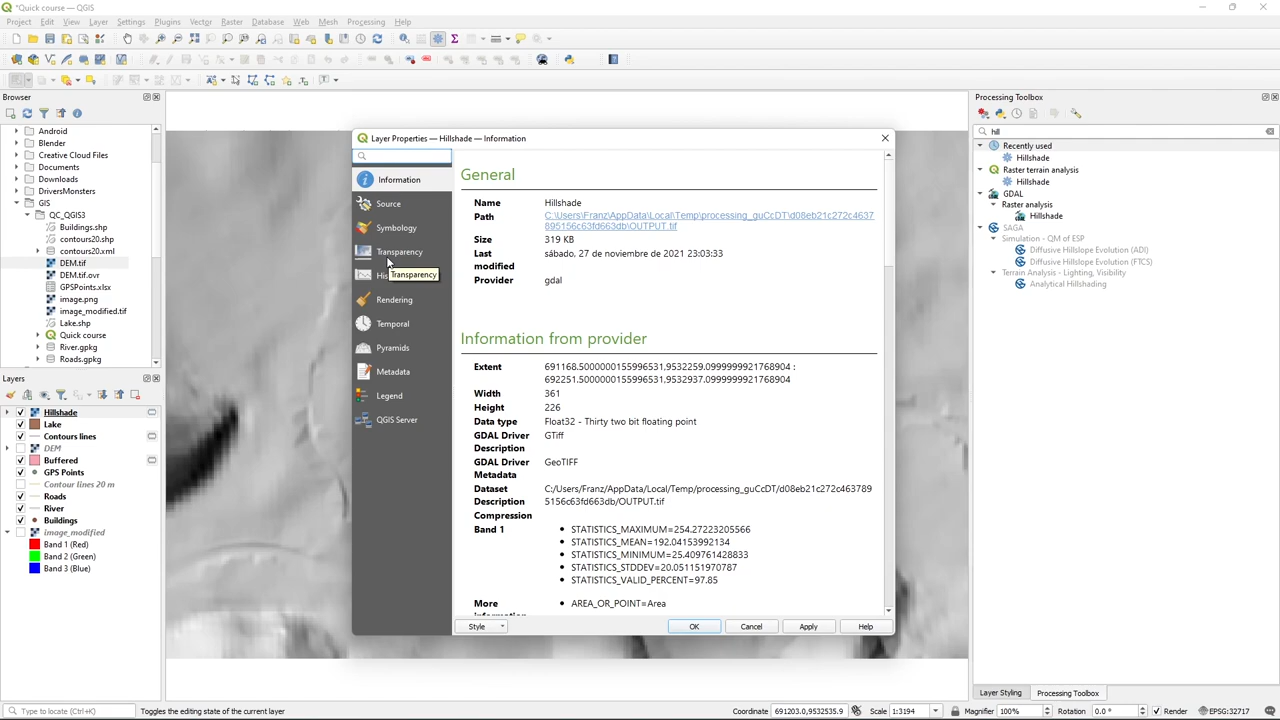 *Quick course — QGIS
Project Edit View Layer Settings Plugins Vector Raster Database Web Mesh Processing Help
Browser
Android
Blender
Creative Cloud Files
Documents
Downloads
DriversMonsters
GIS
QC_QGIS3
Buildings.shp
contours20.shp
contours20.xml
DEM.tif
DEM.tif.ovr
GPSPoints.xlsx
image.png
image_modified.tif
Lake.shp
Quick course
River.gpkg
Roads.gpkg
Layers
Hillshade
Lake
Contours lines
DEM
Buffered
GPS Points
Contour lines 20 m
Roads
River
Buildings
image_modified
Band 1 (Red)
Band 2 (Green)
Band 3 (Blue)
Layer Properties — Hillshade — Information
Information
Source
Symbology
Transparency
His
Transparency
Rendering
Temporal
Pyramids
Metadata
Legend
QGIS Server
General
Name Hillshade
Path C:\Users\Franz\AppData\Local\Temp\processing_guCcDT\d08eb21c272c4637
895156c63fd663db\OUTPUT.tif
Size 319 KB
Last sábado, 27 de noviembre de 2021 23:03:33
modified
Provider gdal
Information from provider
Extent 691168.5000000155996531,9532259.0999999921768904 :
692251.5000000155996531,9532937.0999999921768904
Width 361
Height 226
Data type Float32 - Thirty two bit floating point
GDAL Driver GTiff
Description
GDAL Driver GeoTIFF
Metadata
Dataset C:/Users/Franz/AppData/Local/Temp/processing_guCcDT/d08eb21c272c463789
Description 5156c63fd663db/OUTPUT.tif
Compression
Band 1 • STATISTICS_MAXIMUM=254.27223205566
• STATISTICS_MEAN=192.04153992134
• STATISTICS_MINIMUM=25.409761428833
• STATISTICS_STDDEV=20.051151970787
• STATISTICS_VALID_PERCENT=97.85
More • AREA_OR_POINT=Area
Style OK Cancel Apply Help
Processing Toolbox
hill
Recently used
Hillshade
Raster terrain analysis
Hillshade
GDAL
Raster analysis
Hillshade
SAGA
Simulation - QM of ESP
Diffusive Hillslope Evolution (ADI)
Diffusive Hillslope Evolution (FTCS)
Terrain Analysis - Lighting, Visibility
Analytical Hillshading
Layer Styling Processing Toolbox
Type to locate (Ctrl+K) Toggles the editing state of the current layer Coordinate 691203.0,9532535.9 Scale 1:3194 Magnifier 100% Rotation 0.0 ° Render EPSG:32717